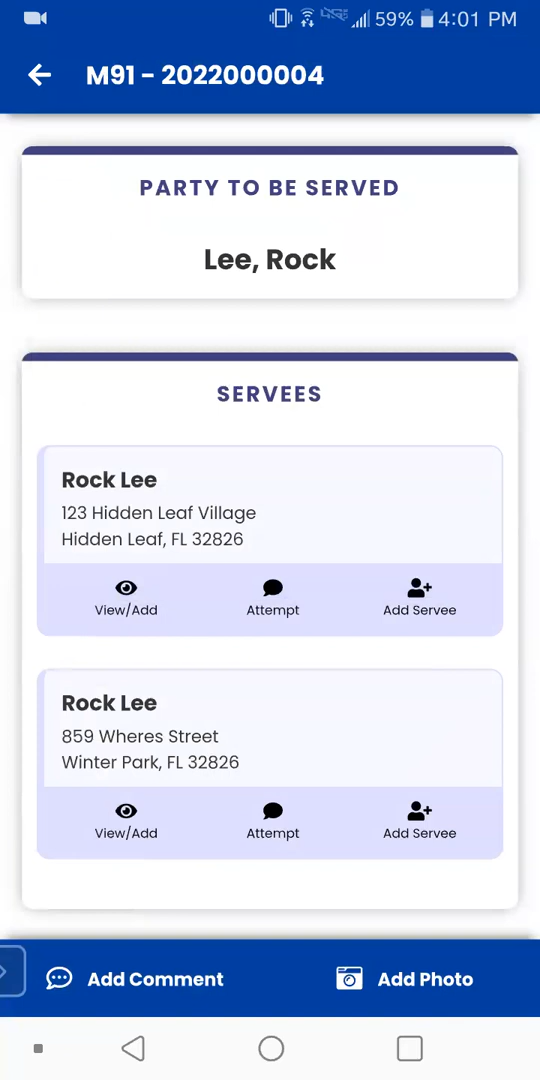 59% 4:01 PM
M91 - 2022000004
PARTY TO BE SERVED
Lee, Rock
SERVEES
Rock Lee
123 Hidden Leaf Village
Hidden Leaf, FL 32826
View/Add Attempt Add Servee
Rock Lee
859 Wheres Street
Winter Park, FL 32826
View/Add Attempt Add Servee
Add Comment Add Photo